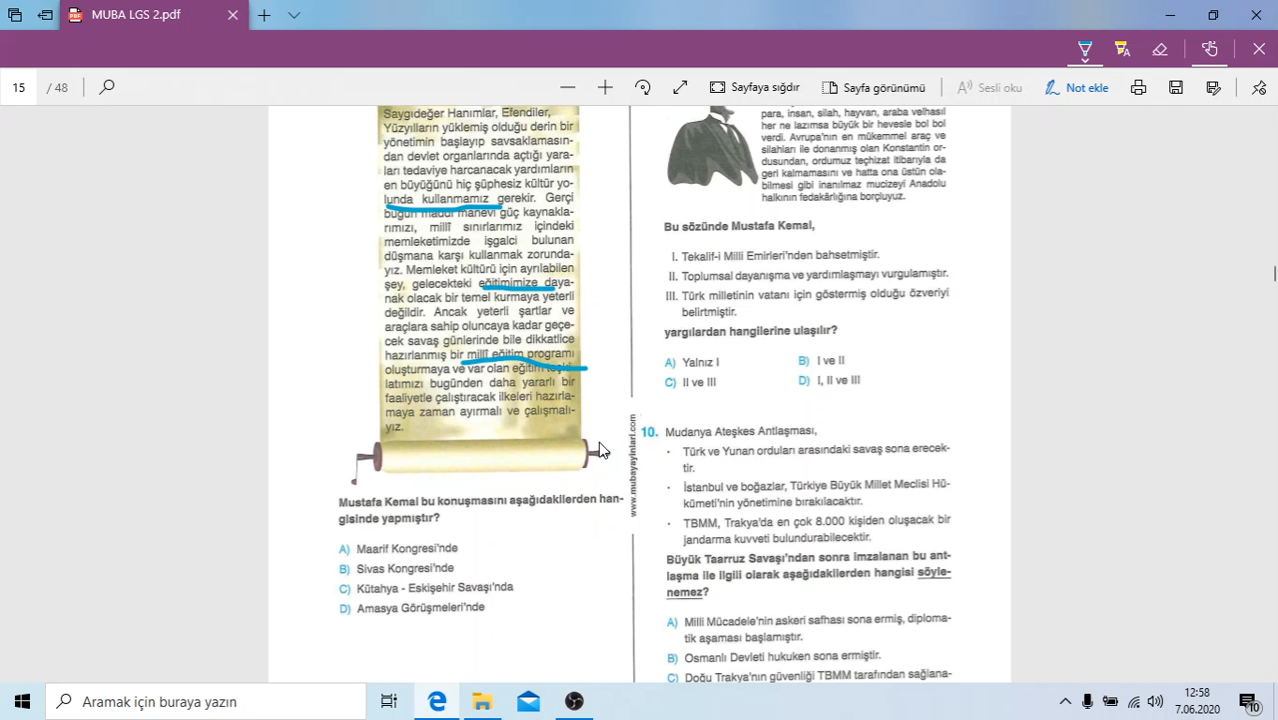 MUBA LGS 2.pdf
15 / 48
Sayfaya sığdır
Sayfa görünümü
Sesli oku
Not ekle
Saygıdeğer Hanımlar, Efendiler,
Yüzyılların yüklemiş olduğu derin bir
yönetimin başlayıp savsaklamasın-
dan devlet organlarında açtığı yara-
ları tedaviye harcanacak yardımların
en büyüğünü hiç şüphesiz kültür yo-
lunda kullanmamız gerekir. Gerçi
bugün maddi manevi güç kaynakla-
rımızı, millî sınırlarımız içindeki
memleketimizde işgalci bulunan
düşmana karşı kullanmak zorunda-
yız. Memleket kültürü için ayrılabilen
şey, gelecekteki eğitimimize daya-
nak olacak bir temel kurmaya yeterli
değildir. Ancak yeterli şartlar ve
araçlara sahip oluncaya kadar geçe-
cek savaş günlerinde bile dikkatlice
hazırlanmış bir millî eğitim programı
oluşturmaya ve var olan eğitim teşki-
latımızı bugünden daha yararlı bir
faaliyetle çalıştıracak ilkeleri hazırla-
maya zaman ayırmalı ve çalışmalı-
yız.
Mustafa Kemal bu konuşmasını aşağıdakilerden han-
gisinde yapmıştır?
A) Maarif Kongresi'nde
B) Sivas Kongresi'nde
C) Kütahya - Eskişehir Savaşı'nda
D) Amasya Görüşmeleri'nde
www.mubayayinlari.com
para, insan, silah, hayvan, araba velhasıl
her ne lazımsa büyük bir hevesle bol bol
verdi. Avrupa'nın en mükemmel araç ve
silahları ile donanmış olan Konstantin or-
dusundan, ordumuz teçhizat itibarıyla da
geri kalmamasını ve hatta ona üstün ola-
bilmesi gibi inanılmaz mucizeyi Anadolu
halkının fedakârlığına borçluyuz.
Bu sözünde Mustafa Kemal,
I. Tekalif-i Milli Emirleri'nden bahsetmiştir.
II. Toplumsal dayanışma ve yardımlaşmayı vurgulamıştır.
III. Türk milletinin vatanı için göstermiş olduğu özveriyi
belirtmiştir.
yargılardan hangilerine ulaşılır?
A) Yalnız I
B) I ve II
C) II ve III
D) I, II ve III
10. Mudanya Ateşkes Antlaşması,
• Türk ve Yunan orduları arasındaki savaş sona erecek-
tir.
• İstanbul ve boğazlar, Türkiye Büyük Millet Meclisi Hü-
kümeti'nin yönetimine bırakılacaktır.
• TBMM, Trakya'da en çok 8.000 kişiden oluşacak bir
jandarma kuvveti bulundurabilecektir.
Büyük Taarruz Savaşı'ndan sonra imzalanan bu ant-
laşma ile ilgili olarak aşağıdakilerden hangisi söyle-
nemez?
A) Milli Mücadele'nin askeri safhası sona ermiş, diploma-
tik aşaması başlamıştır.
B) Osmanlı Devleti hukuken sona ermiştir.
C) Doğu Trakya'nın güvenliği TBMM tarafından sağlana-
Aramak için buraya yazın
12:58
7.06.2020
10